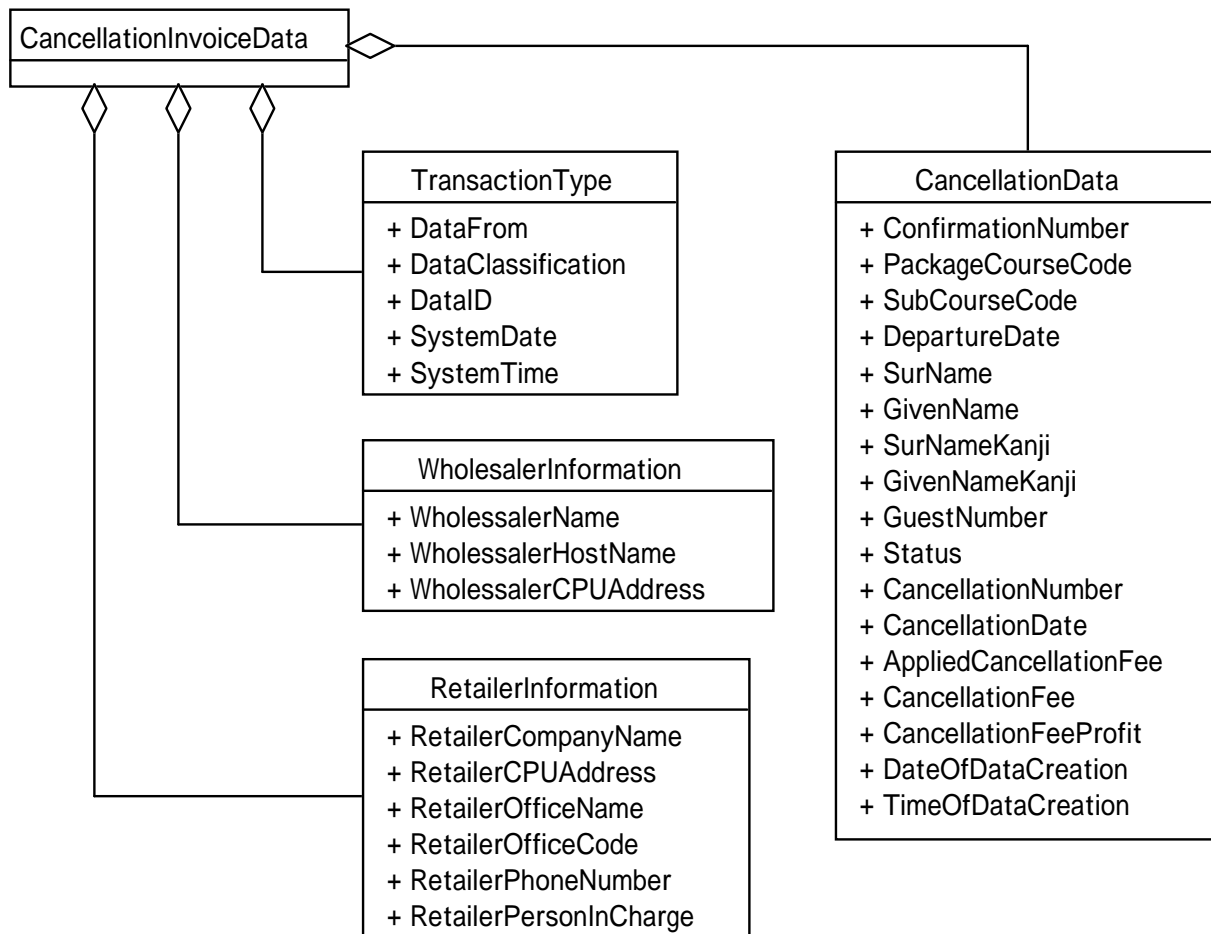 CancellationInvoiceData
TransactionType
+ DataFrom
+ DataClassification
+ DataID
+ SystemDate
+ SystemTime
WholesalerInformation
+ WholessalerName
+ WholessalerHostName
+ WholessalerCPUAddress
RetailerInformation
+ RetailerCompanyName
+ RetailerCPUAddress
+ RetailerOfficeName
+ RetailerOfficeCode
+ RetailerPhoneNumber
+ RetailerPersonInCharge
CancellationData
+ ConfirmationNumber
+ PackageCourseCode
+ SubCourseCode
+ DepartureDate
+ SurName
+ GivenName
+ SurNameKanji
+ GivenNameKanji
+ GuestNumber
+ Status
+ CancellationNumber
+ CancellationDate
+ AppliedCancellationFee
+ CancellationFee
+ CancellationFeeProfit
+ DateOfDataCreation
+ TimeOfDataCreation